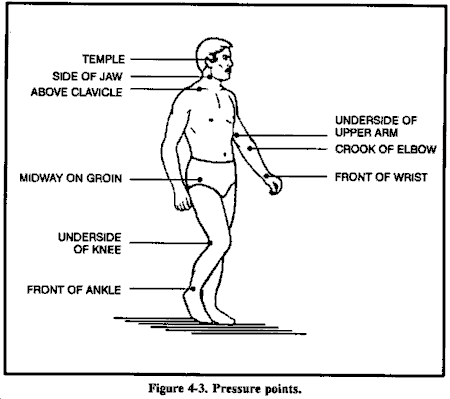 TEMPLE
SIDE OF JAW
ABOVE CLAVICLE
UNDERSIDE OF
UPPER ARM
CROOK OF ELBOW
MIDWAY ON GROIN
FRONT OF WRIST
UNDERSIDE
OF KNEE
FRONT OF ANKLE
Figure 4-3. Pressure points.